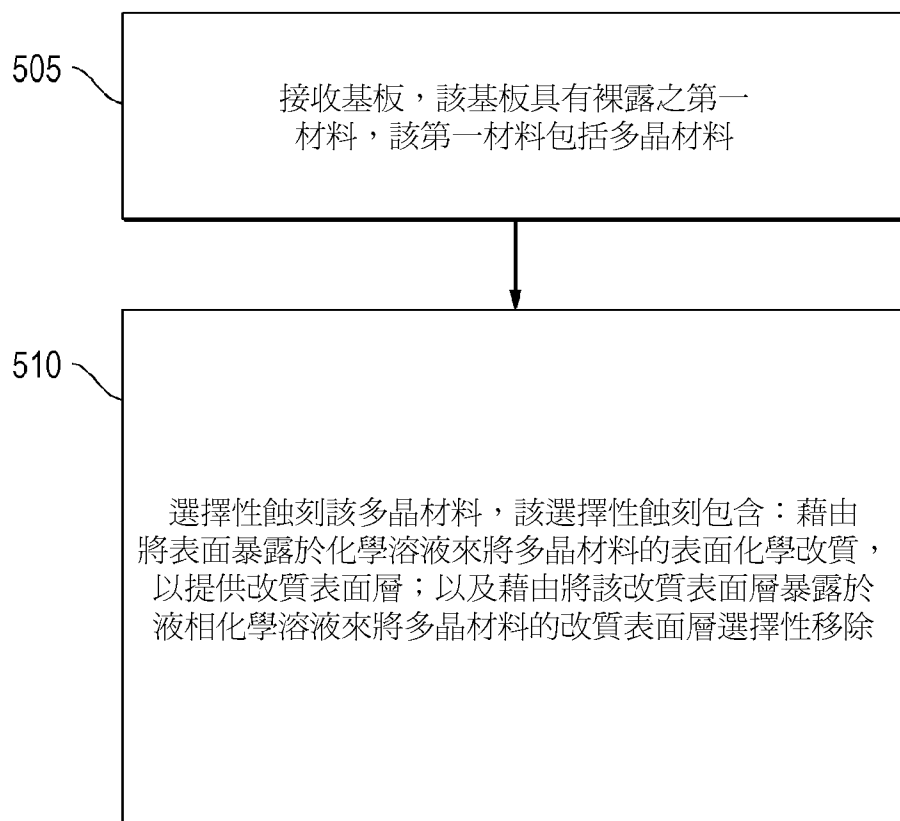 505
接收基板，該基板具有裸露之第一
材料，該第一材料包括多晶材料
510
選擇性蝕刻該多晶材料，該選擇性蝕刻包含：藉由
將表面暴露於化學溶液來將多晶材料的表面化學改質，
以提供改質表面層；以及藉由將該改質表面層暴露於
液相化學溶液來將多晶材料的改質表面層選擇性移除